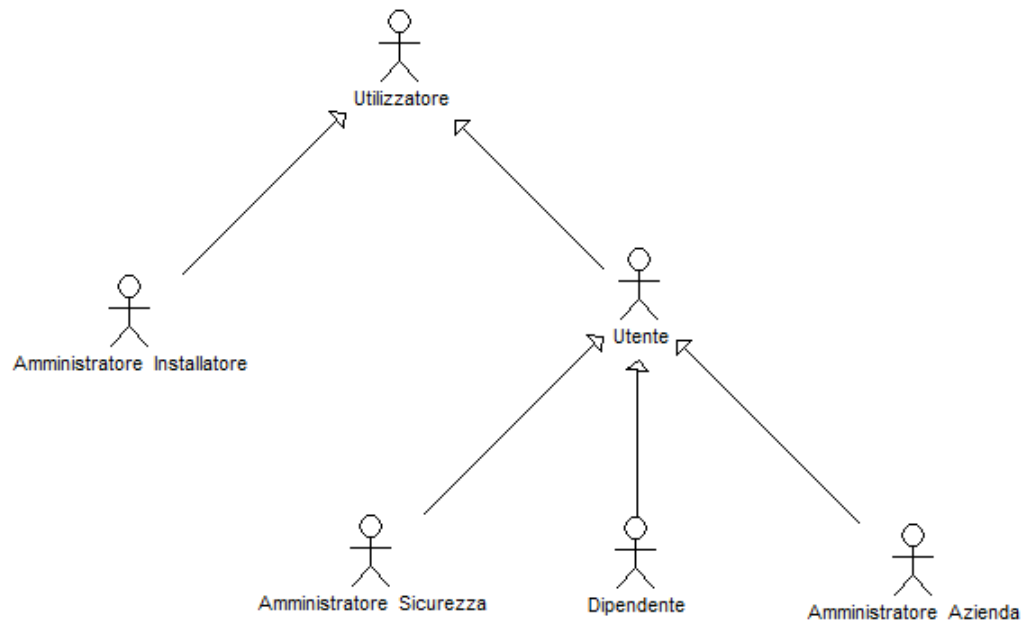 Utilizzatore
Utente
Amministratore Installatore
Amministratore Sicurezza
Dipendente
Amministratore Azienda